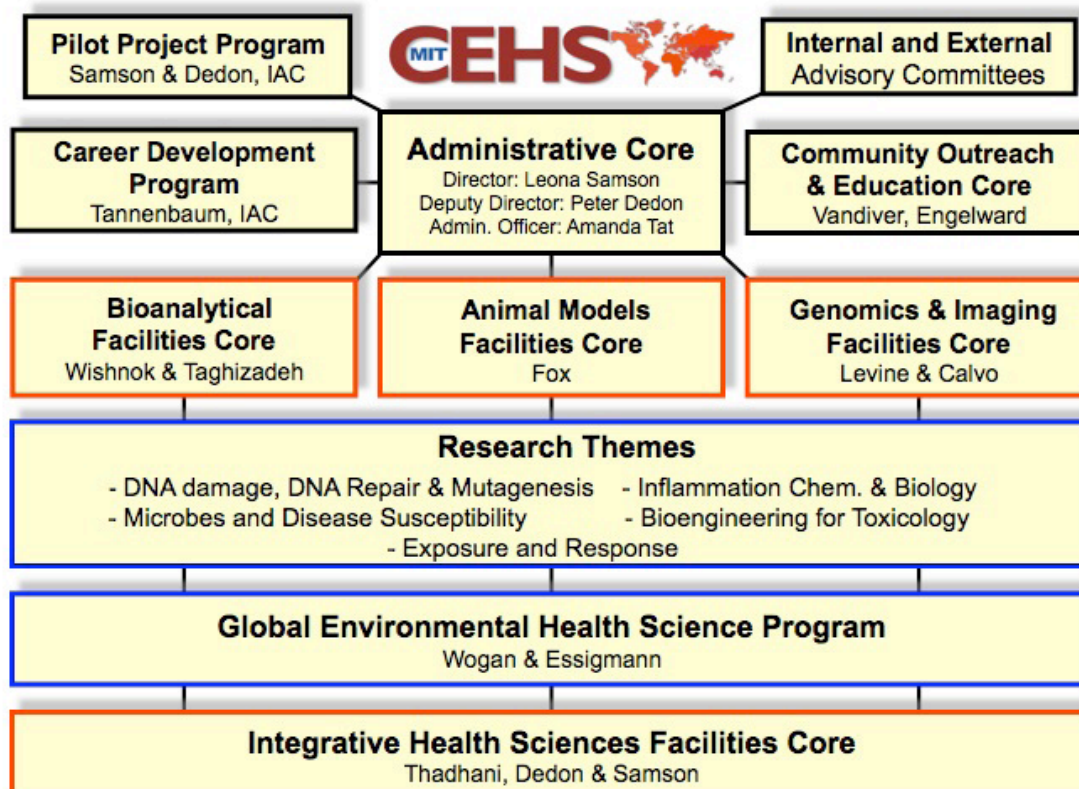 Pilot Project Program
Samson & Dedon, IAC
MIT CEHS
Internal and External
Advisory Committees
Career Development
Program
Tannenbaum, IAC
Administrative Core
Director: Leona Samson
Deputy Director: Peter Dedon
Admin. Officer: Amanda Tat
Community Outreach
& Education Core
Vandiver, Engelward
Bioanalytical
Facilities Core
Wishnok & Taghizadeh
Animal Models
Facilities Core
Fox
Genomics & Imaging
Facilities Core
Levine & Calvo
Research Themes
- DNA damage, DNA Repair & Mutagenesis - Inflammation Chem. & Biology
- Microbes and Disease Susceptibility - Bioengineering for Toxicology
- Exposure and Response
Global Environmental Health Science Program
Wogan & Essigmann
Integrative Health Sciences Facilities Core
Thadhani, Dedon & Samson